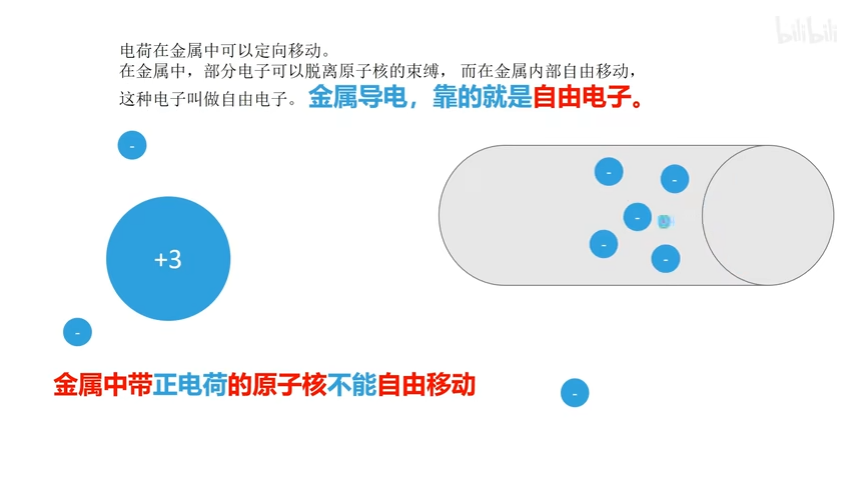 bilibili
电荷在金属中可以定向移动。
在金属中，部分电子可以脱离原子核的束缚， 而在金属内部自由移动，
这种电子叫做自由电子。 金属导电，靠的就是自由电子。
-
-
-
-
-
+3
-
-
-
金属中带正电荷的原子核不能自由移动
-